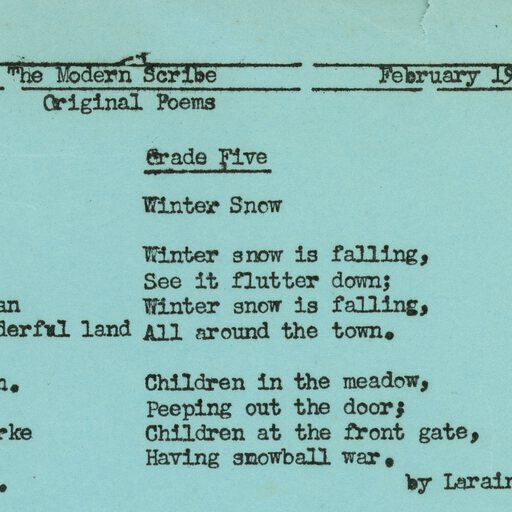 The Modern Scribe February 19
Original Poems
Grade Five
Winter Snow
Winter snow is falling,
See it flutter down;
an Winter snow is falling,
derful land All around the town.
n. Children in the meadow,
Peeping out the door;
rke Children at the front gate,
Having snowball war.
. by Larain